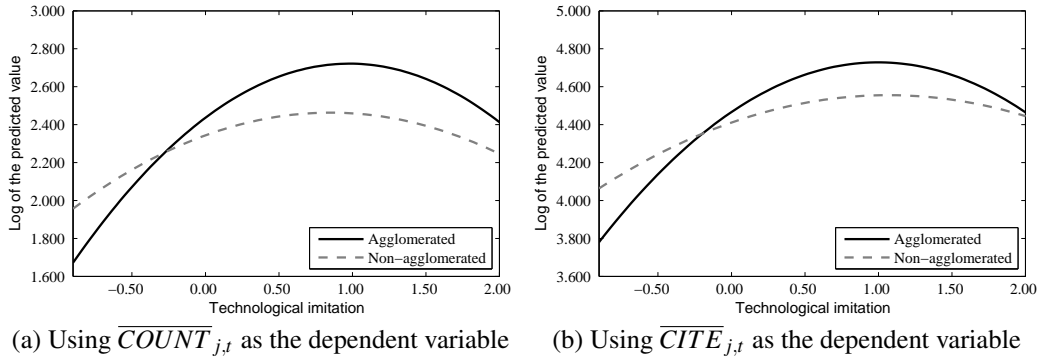 3.000
2.800
2.600
2.400
2.200
2.000
1.800
1.600
Log of the predicted value
−0.50 0.00 0.50 1.00 1.50 2.00
Technological imitation
Agglomerated
Non−agglomerated
(a) Using COUNT j,t as the dependent variable
5.000
4.800
4.600
4.400
4.200
4.000
3.800
3.600
Log of the predicted value
−0.50 0.00 0.50 1.00 1.50 2.00
Technological imitation
Agglomerated
Non−agglomerated
(b) Using CITE j,t as the dependent variable